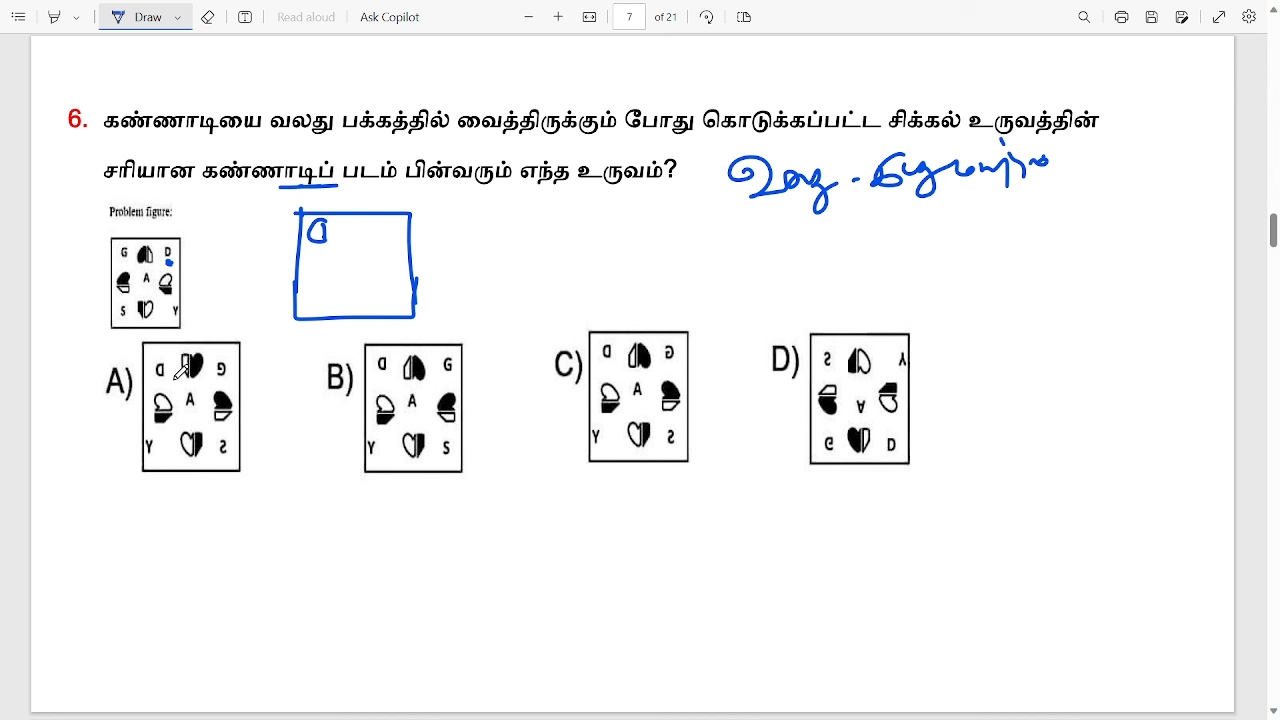 Draw
Read aloud
Ask Copilot
7
of 21
6. கண்ணாடியை வலது பக்கத்தில் வைத்திருக்கும் போது கொடுக்கப்பட்ட சிக்கல் உருவத்தின்
சரியான கண்ணாடிப் படம் பின்வரும் எந்த உருவம்?
Problem figure:
G D
A
S Y
A)
D G
A
Y S
B)
D G
A
Y S
C)
D G
A
Y S
D)
S Y
A
G D